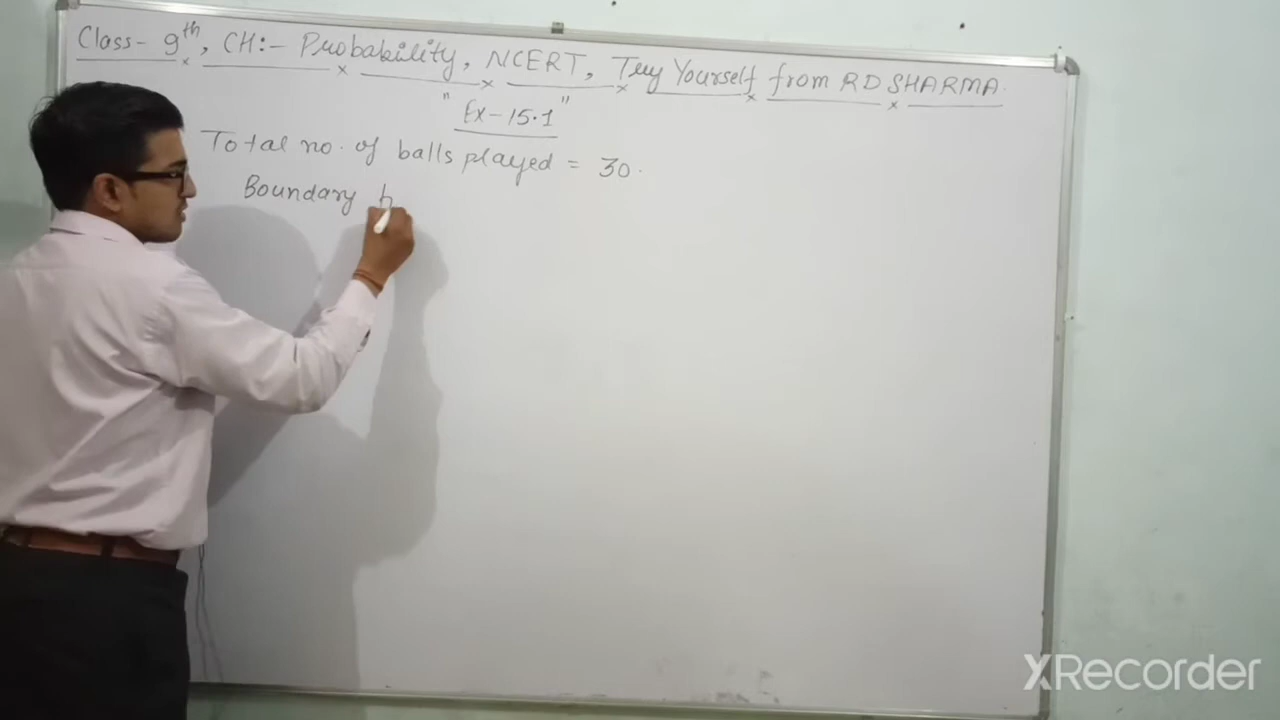 Class- 9th, CH:- Probability, NCERT, Try Yourself from RD SHARMA.
"Ex-15.1"
Total no. of balls played = 30.
Boundary h
XRecorder